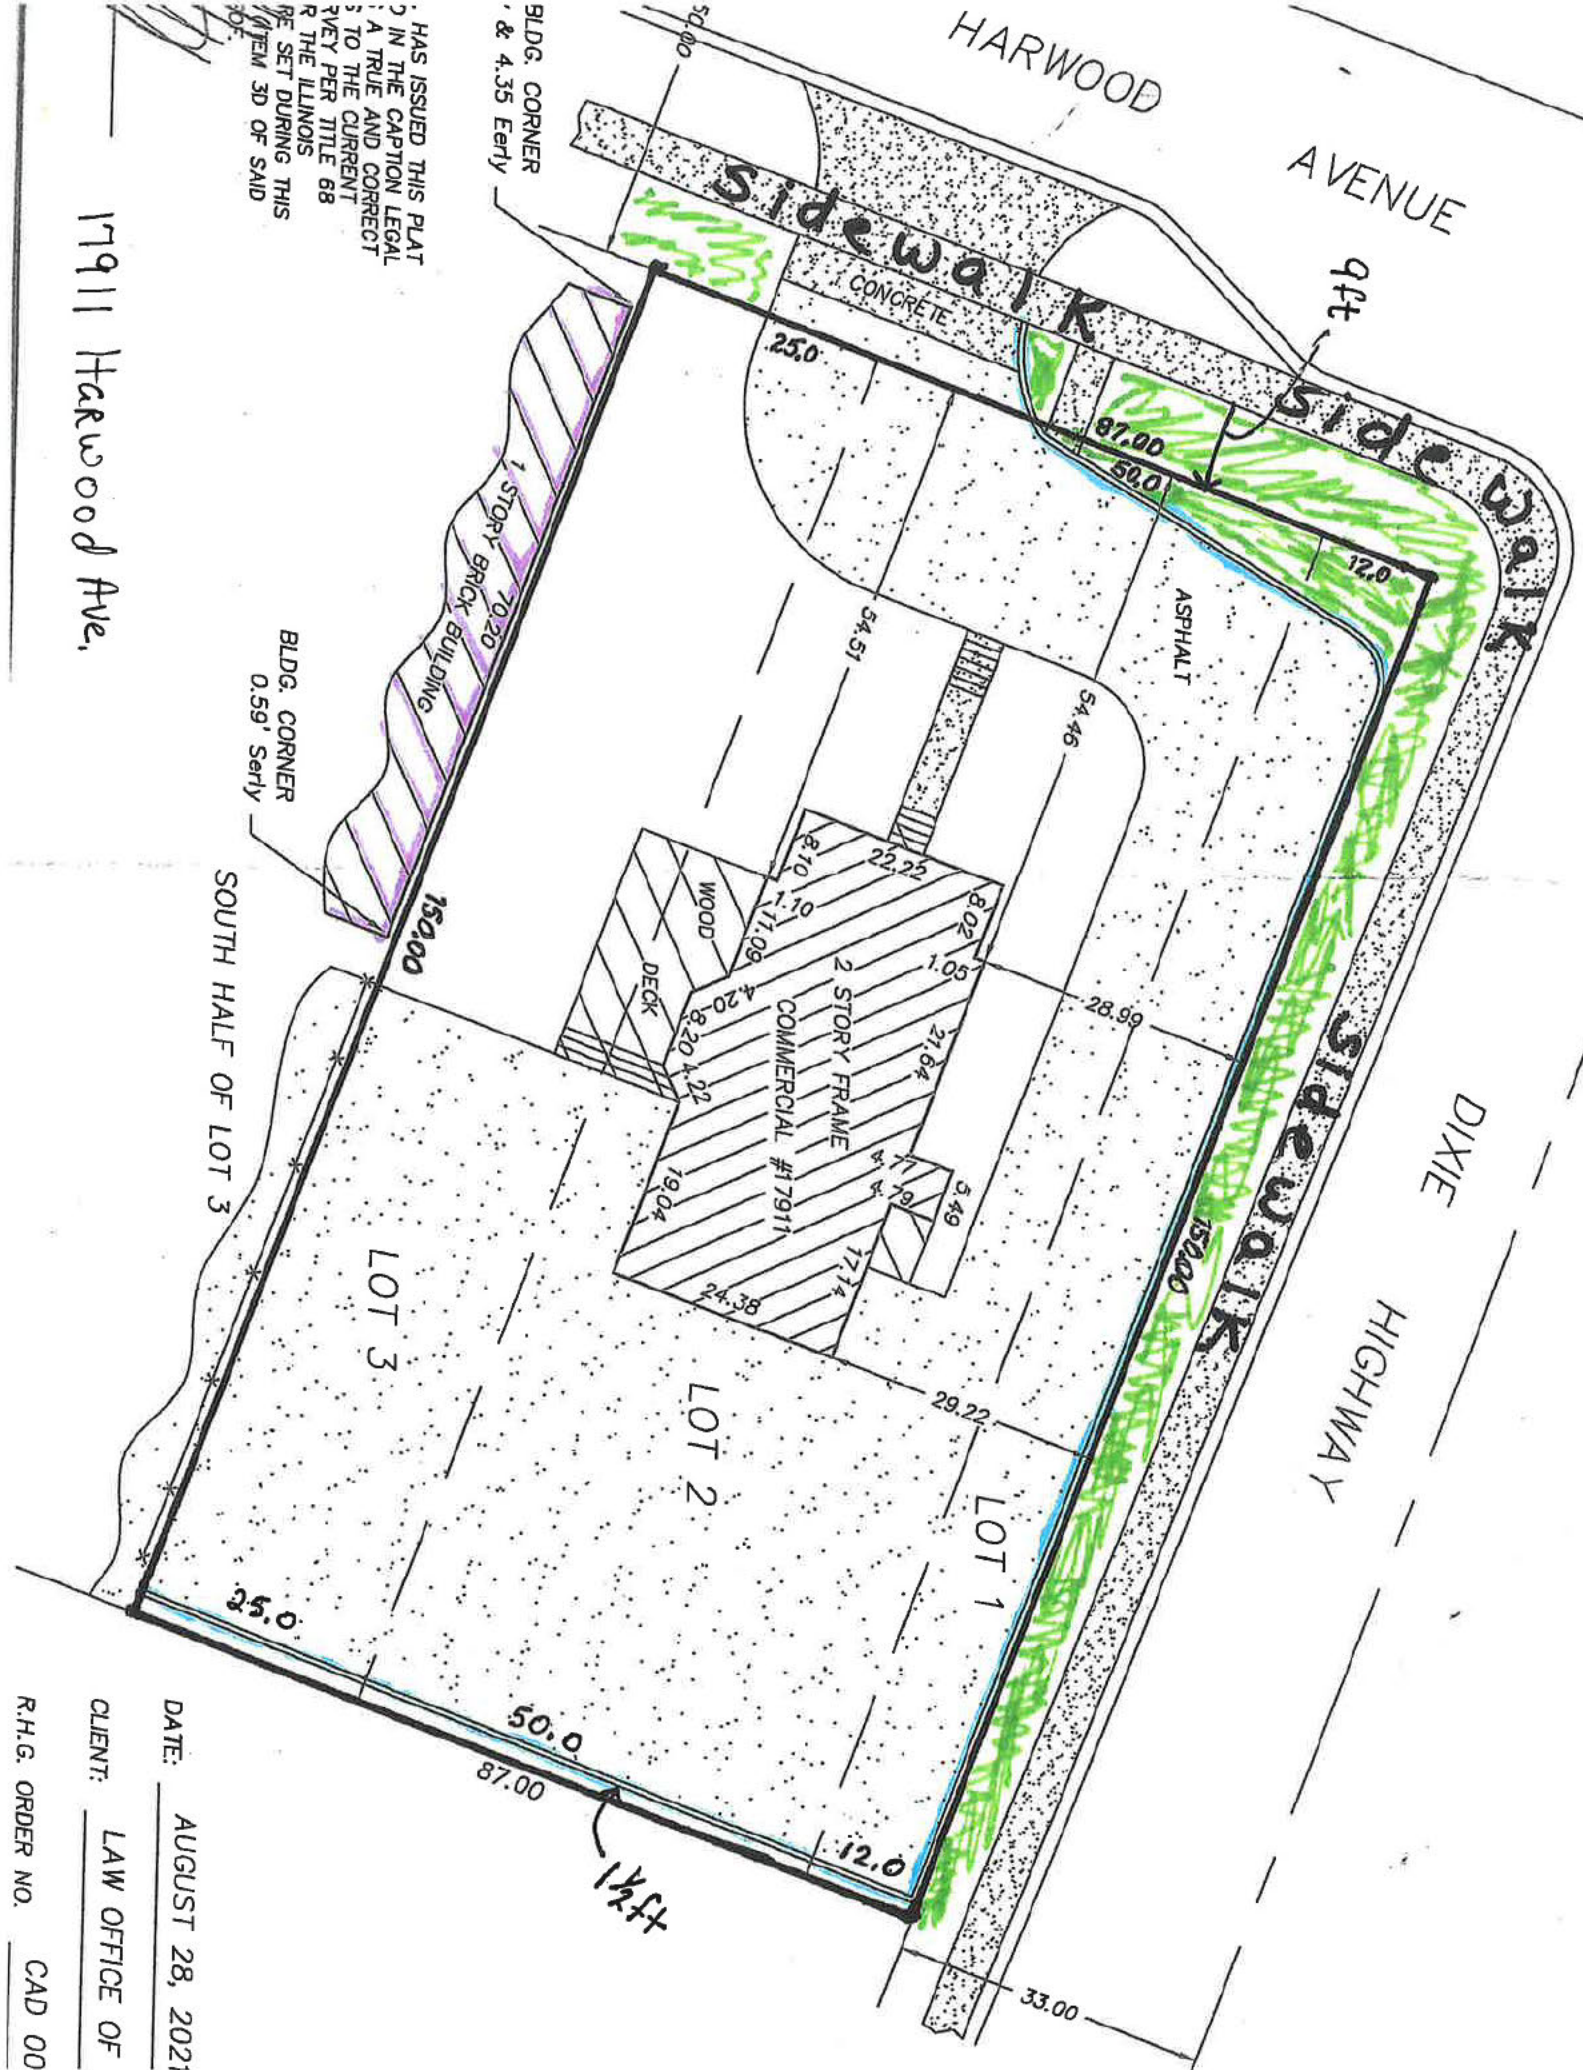 HARWOOD AVENUE
9ft
sidewalk
sidewalk
CONCRETE
50.00
BLDG. CORNER
& 4.35 Eerly
HAS ISSUED THIS PLAT
IN THE CAPTION LEGAL
A TRUE AND CORRECT
TO THE CURRENT
PER TITLE 68
THE ILLINOIS
SET DURING THIS
3D OF SAID
25.0
87.00
50.0
12.0
ASPHALT
54.51
54.46
1 STORY BRICK BUILDING
70.20
17911 Harwood Ave.
BLDG. CORNER
0.59' Serly
150.00
SOUTH HALF OF LOT 3
WOOD
DECK
8.10
22.22
8.02
1.10
11.09
1.05
4.20
8.20
4.22
21.64
28.99
2 STORY FRAME
COMMERCIAL #17911
4.77
4.79
5.49
19.04
17.14
24.38
29.22
sidewalk
150.00
DIXIE HIGHWAY
LOT 3
LOT 2
LOT 1
25.0
50.0
12.0
87.00
1½ft
33.00
DATE: AUGUST 28, 2021
CLIENT: LAW OFFICE OF
R.H.G. ORDER NO. CAD 00